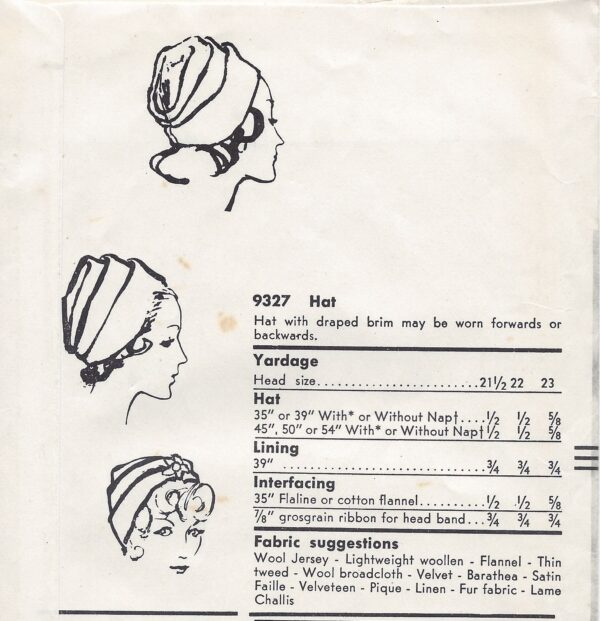 9327 Hat
Hat with draped brim may be worn forwards or
backwards.
Yardage
Head size........................21½ 22 23
Hat
35" or 39" With* or Without Nap†....½ ½ ⅝
45", 50" or 54" With* or Without Nap† ½ ½ ⅝
Lining
39" ............................¾ ¾ ¾
Interfacing
35" Flaline or cotton flannel..........½ ½ ⅝
⅞" grosgrain ribbon for head band...¾ ¾ ¾
Fabric suggestions
Wool Jersey - Lightweight woollen - Flannel - Thin
tweed - Wool broadcloth - Velvet - Barathea - Satin
Faille - Velveteen - Pique - Linen - Fur fabric - Lame
Challis